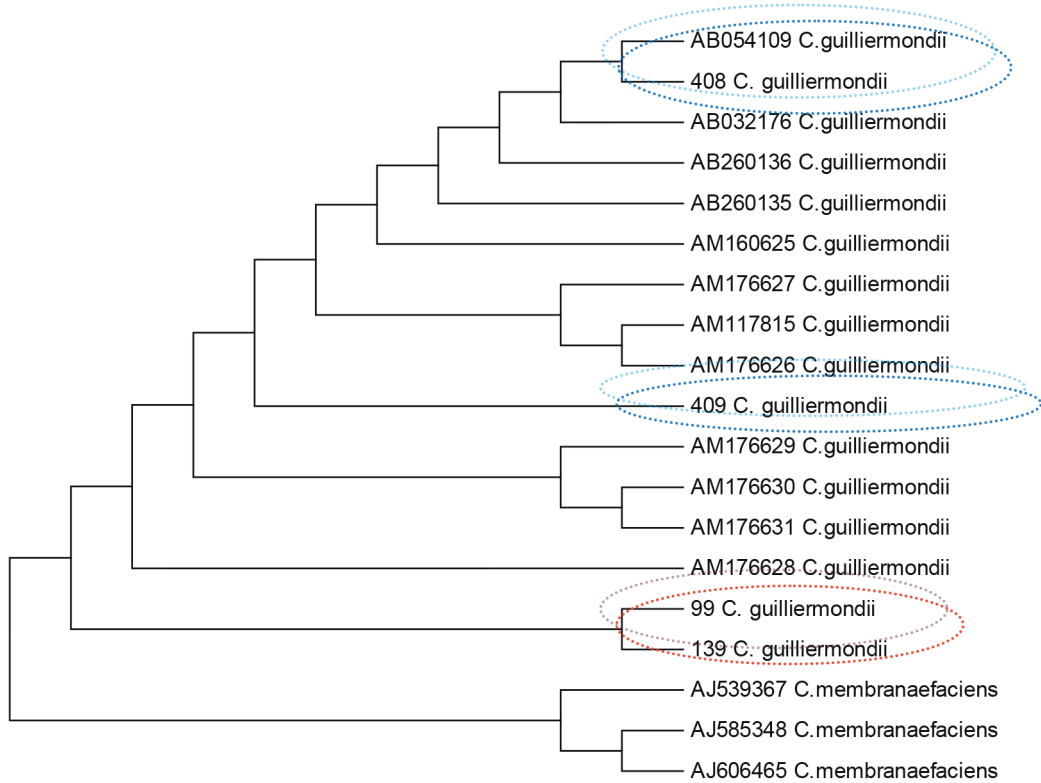 AB054109 C.guilliermondii
408 C. guilliermondii
AB032176 C.guilliermondii
AB260136 C.guilliermondii
AB260135 C.guilliermondii
AM160625 C.guilliermondii
AM176627 C.guilliermondii
AM117815 C.guilliermondii
AM176626 C.guilliermondii
409 C. guilliermondii
AM176629 C.guilliermondii
AM176630 C.guilliermondii
AM176631 C.guilliermondii
AM176628 C.guilliermondii
99 C. guilliermondii
139 C. guilliermondii
AJ539367 C.membranaefaciens
AJ585348 C.membranaefaciens
AJ606465 C.membranaefaciens